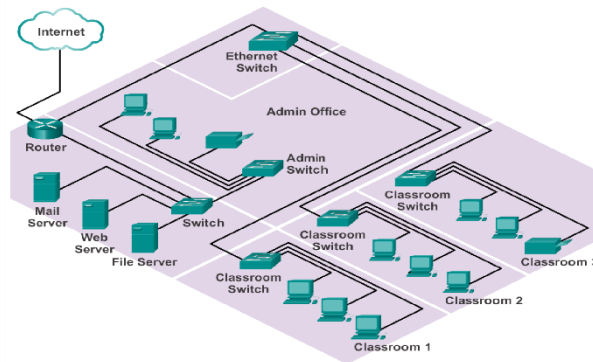 Internet
Ethernet
Switch
Admin Office
Router
Admin
Switch
Mail
Server
Web
Server
File Server
Switch
Classroom
Switch
Classroom 3
Classroom
Switch
Classroom 2
Classroom
Switch
Classroom 1